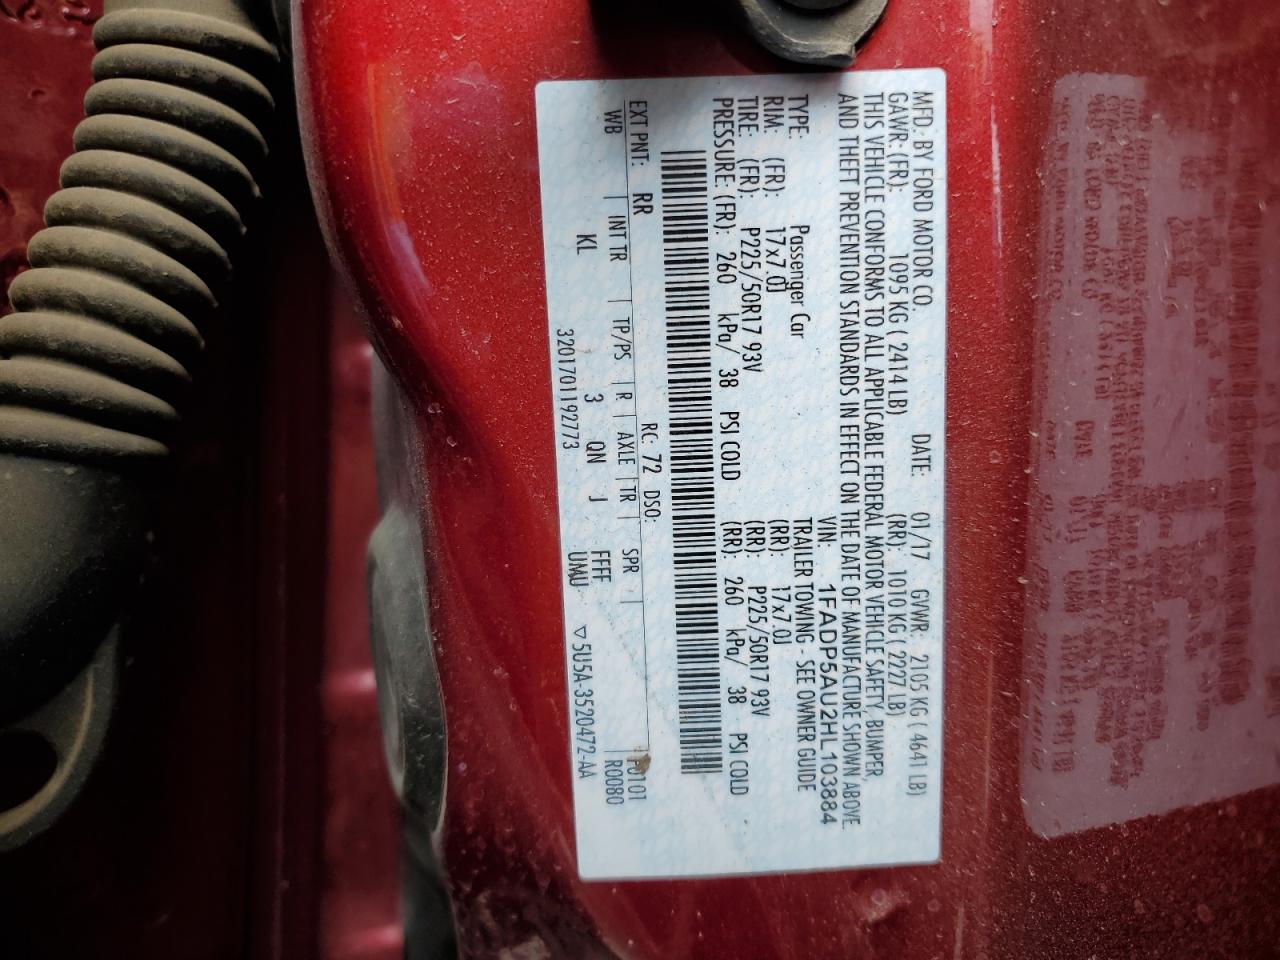 MFD. BY FORD MOTOR CO.
DATE: 01/17 GVWR: 2105 KG ( 4641 LB)
GAWR: (FR): 1095 KG ( 2414LB) (RR): 1010 KG ( 2227 LB)
THIS VEHICLE CONFORMS TO ALL APPLICABLE FEDERAL MOTOR VEHICLE SAFETY, BUMPER,
AND THEFT PREVENTION STANDARDS IN EFFECT ON THE DATE OF MANUFACTURE SHOWN ABOVE.
VIN: 1FADP5AU2HL103884
TYPE: Passenger Car TRAILER TOWING - SEE OWNER GUIDE
RIM: (FR): 17x7.0J (RR): 17x7.0J
TIRE: (FR): P225/50R17 93V (RR): P225/50R17 93V
PRESSURE: (FR): 260 kPa/ 38 PSI COLD (RR): 260 kPa/ 38 PSI COLD
EXT PNT: RR RC: 72 DSO: F0101
WB INT TR TP/PS R AXLE TR SPR R0080
KL 3 QN J FFFF
3201701192773 UMU ▽5U5A-3520472-AA